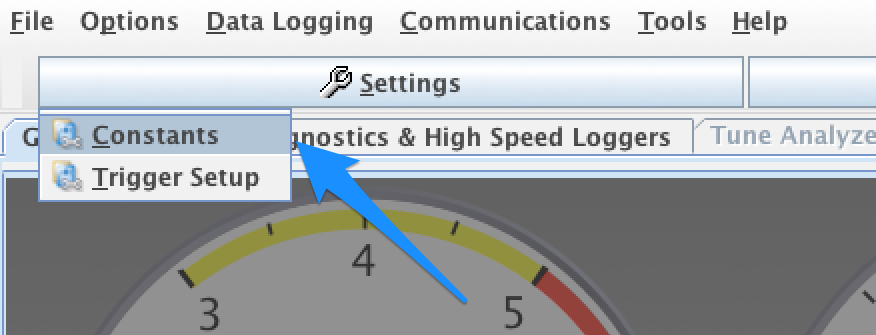 File Options Data Logging Communications Tools Help
Settings
Constants
G gnostics & High Speed Loggers Tune Analyze
Trigger Setup
4
3 5